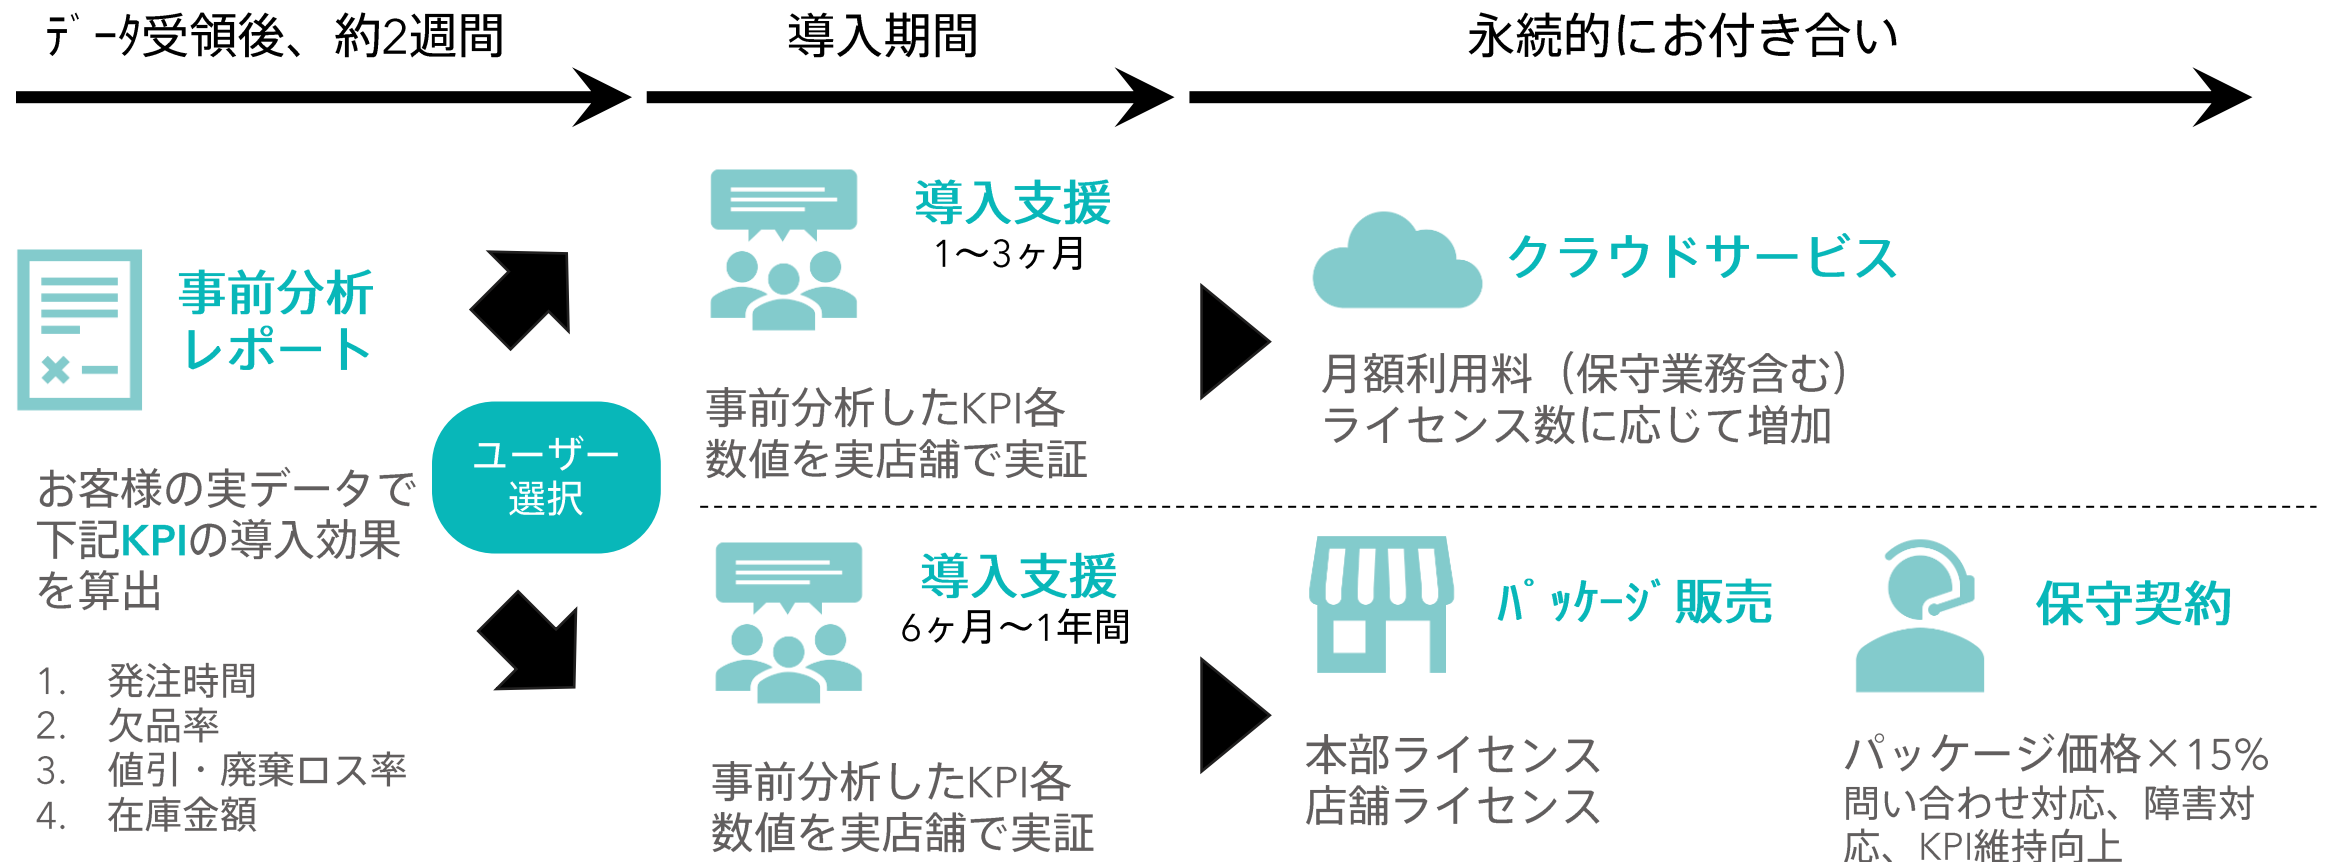 ﾃﾞｰﾀ受領後、約2週間
導入期間
永続的にお付き合い
事前分析
レポート
お客様の実データで
下記KPIの導入効果
を算出
1. 発注時間
2. 欠品率
3. 値引・廃棄ロス率
4. 在庫金額
ユーザー
選択
導入支援
1〜3ヶ月
事前分析したKPI各
数値を実店舗で実証
クラウドサービス
月額利用料（保守業務含む）
ライセンス数に応じて増加
導入支援
6ヶ月〜1年間
事前分析したKPI各
数値を実店舗で実証
ﾊﾟｯｹｰｼﾞ販売
本部ライセンス
店舗ライセンス
保守契約
パッケージ価格×15%
問い合わせ対応、障害対
応、KPI維持向上